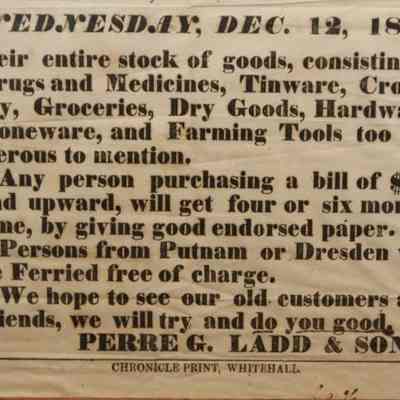 WEDNESDAY, DEC. 12, 18
eir entire stock of goods, consistin
rugs and Medicines, Tinware, Cro
y, Groceries, Dry Goods, Hardwa
oneware, and Farming Tools too
erous to mention.
Any person purchasing a bill of $
nd upward, will get four or six mon
me, by giving good endorsed paper.
Persons from Putnam or Dresden
e Ferried free of charge.
We hope to see our old customers a
riends, we will try and do you good.
PERRE G. LADD & SON
CHRONICLE PRINT, WHITEHALL.